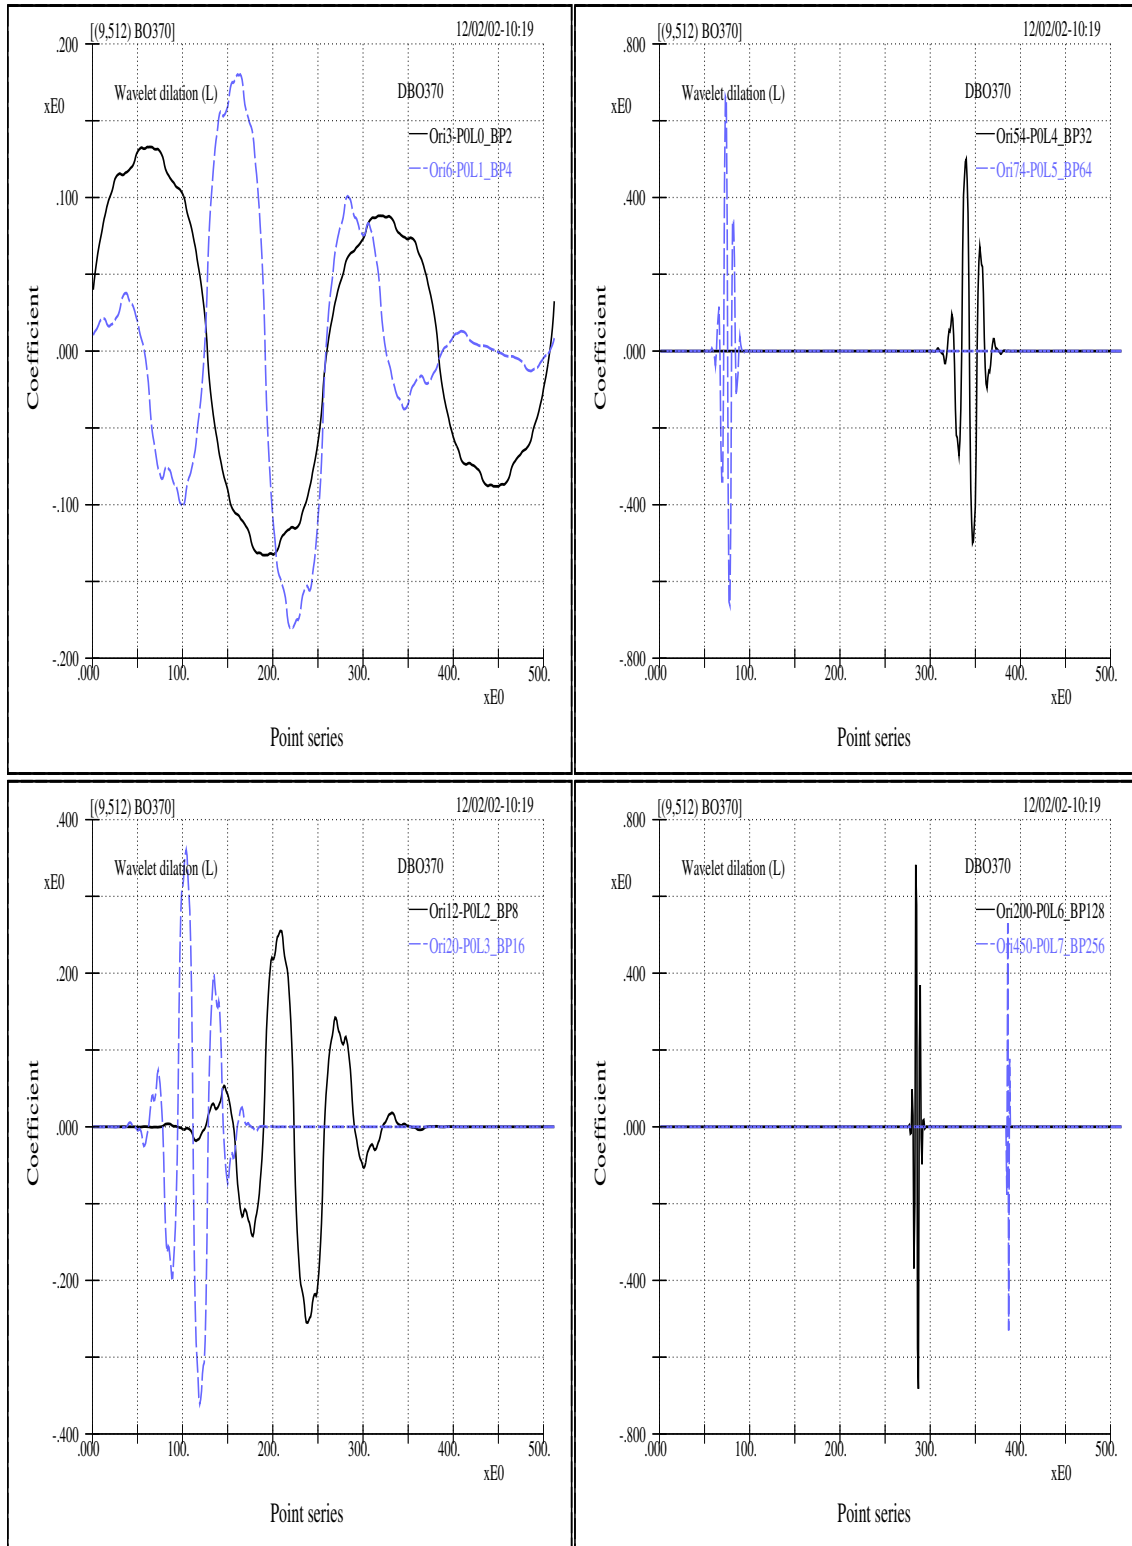 [(9,512) BO370] 12/02/02-10:19
.200
xE0
Wavelet dilation (L) DBO370
Ori3-P0L0_BP2
Ori6-P0L1_BP4
.100
.000
-.100
-.200
Coefficient
.000 100. 200. 300. 400. 500.
xE0
Point series
[(9,512) BO370] 12/02/02-10:19
.800
xE0
Wavelet dilation (L) DBO370
Ori54-P0L4_BP32
Ori74-P0L5_BP64
.400
.000
-.400
-.800
Coefficient
.000 100. 200. 300. 400. 500.
xE0
Point series
[(9,512) BO370] 12/02/02-10:19
.400
xE0
Wavelet dilation (L) DBO370
Ori12-P0L2_BP8
Ori20-P0L3_BP16
.200
.000
-.200
-.400
Coefficient
.000 100. 200. 300. 400. 500.
xE0
Point series
[(9,512) BO370] 12/02/02-10:19
.800
xE0
Wavelet dilation (L) DBO370
Ori200-P0L6_BP128
Ori450-P0L7_BP256
.400
.000
-.400
-.800
Coefficient
.000 100. 200. 300. 400. 500.
xE0
Point series